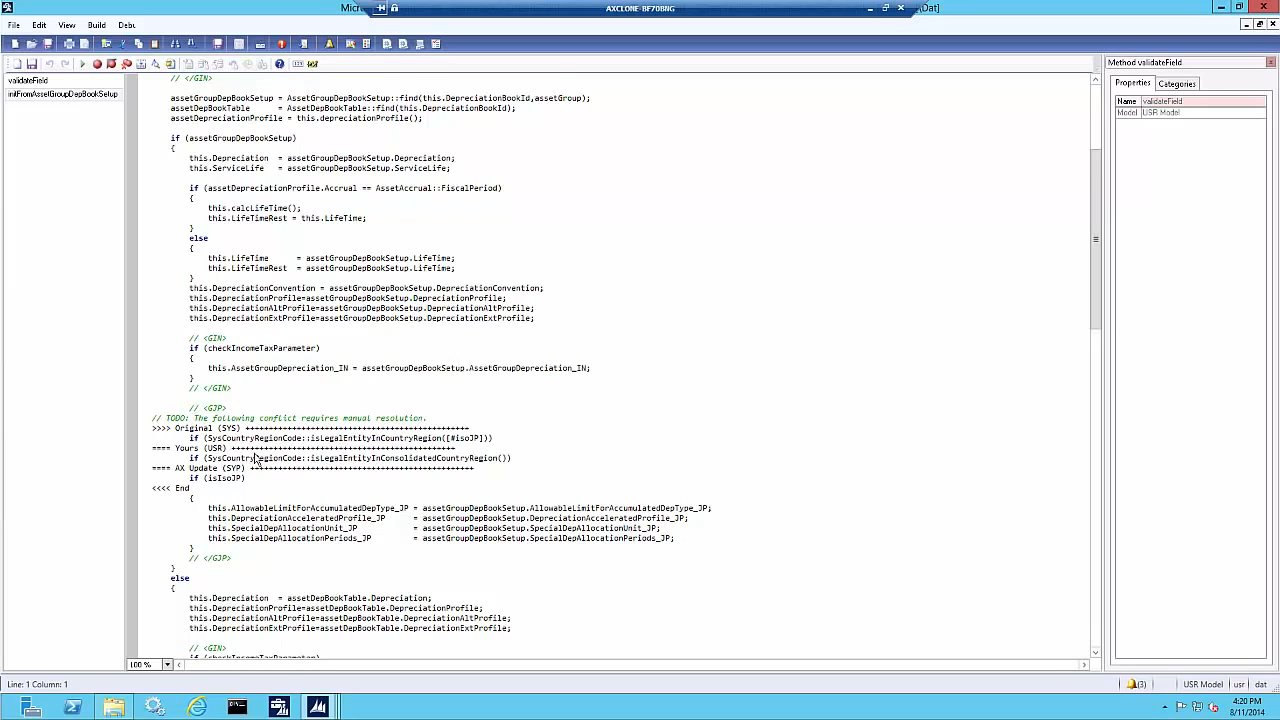 Micr
AXCLONE-BF70BNG
[Dat]
File Edit View Build Debu
validateField
initFromAssetGroupDepBookSetup
// </GIN>
assetGroupDepBookSetup = AssetGroupDepBookSetup::find(this.DepreciationBookId,assetGroup);
assetDepBookTable = AssetDepBookTable::find(this.DepreciationBookId);
assetDepreciationProfile = this.depreciationProfile();
if (assetGroupDepBookSetup)
{
this.Depreciation = assetGroupDepBookSetup.Depreciation;
this.ServiceLife = assetGroupDepBookSetup.ServiceLife;
if (assetDepreciationProfile.Accrual == AssetAccrual::FiscalPeriod)
{
this.calcLifeTime();
this.LifeTimeRest = this.LifeTime;
}
else
{
this.LifeTime = assetGroupDepBookSetup.LifeTime;
this.LifeTimeRest = assetGroupDepBookSetup.LifeTime;
}
this.DepreciationConvention = assetGroupDepBookSetup.DepreciationConvention;
this.DepreciationProfile=assetGroupDepBookSetup.DepreciationProfile;
this.DepreciationAltProfile=assetGroupDepBookSetup.DepreciationAltProfile;
this.DepreciationExtProfile=assetGroupDepBookSetup.DepreciationExtProfile;
// <GIN>
if (checkIncomeTaxParameter)
{
this.AssetGroupDepreciation_IN = assetGroupDepBookSetup.AssetGroupDepreciation_IN;
}
// </GIN>
// <GJP>
// TODO: The following conflict requires manual resolution.
>>>> Original (SYS) ++++++++++++++++++++++++++++++++++++++++++++++++
if (SysCountryRegionCode::isLegalEntityInCountryRegion([#isoJP]))
==== Yours (USR) ++++++++++++++++++++++++++++++++++++++++++++++++
if (SysCountryRegionCode::isLegalEntityInConsolidatedCountryRegion())
==== AX Update (SYP) ++++++++++++++++++++++++++++++++++++++++++++++++
if (isIsoJP)
<<<< End
{
this.AllowableLimitForAccumulatedDepType_JP = assetGroupDepBookSetup.AllowableLimitForAccumulatedDepType_JP;
this.DepreciationAcceleratedProfile_JP = assetGroupDepBookSetup.DepreciationAcceleratedProfile_JP;
this.SpecialDepAllocationUnit_JP = assetGroupDepBookSetup.SpecialDepAllocationUnit_JP;
this.SpecialDepAllocationPeriods_JP = assetGroupDepBookSetup.SpecialDepAllocationPeriods_JP;
}
// </GJP>
}
else
{
this.Depreciation = assetDepBookTable.Depreciation;
this.DepreciationProfile=assetDepBookTable.DepreciationProfile;
this.DepreciationAltProfile=assetDepBookTable.DepreciationAltProfile;
this.DepreciationExtProfile=assetDepBookTable.DepreciationExtProfile;
// <GIN>
if (checkIncomeTaxParameter)
100 %
Method validateField
Properties Categories
Name validateField
Model USR Model
Line: 1 Column: 1
(3) USR Model usr dat
4:20 PM
8/11/2014